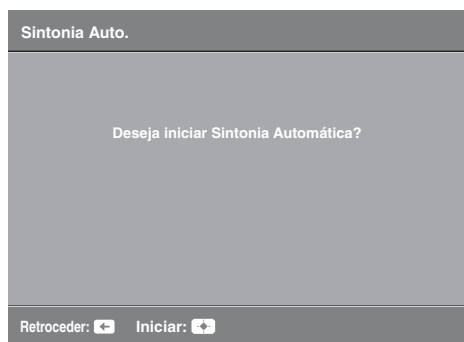 Sintonia Auto.
Deseja iniciar Sintonia Automática?
Retroceder: Iniciar: